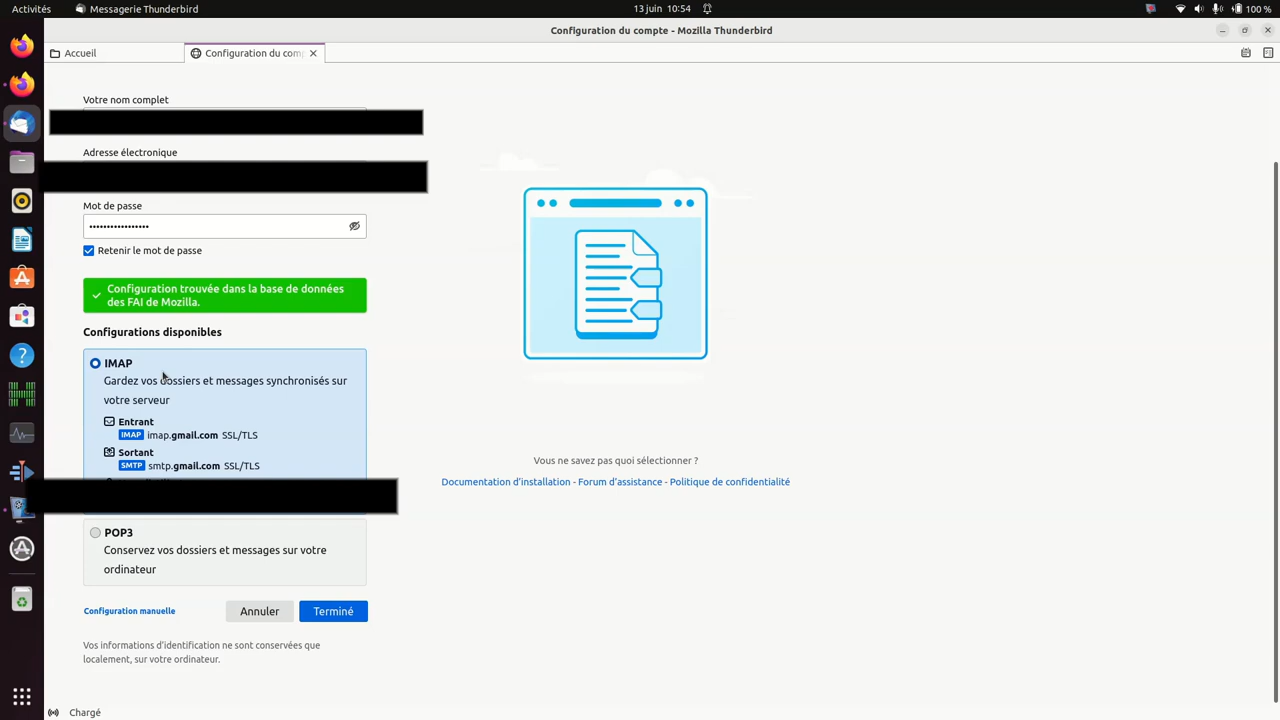 Activités
Messagerie Thunderbird
13 juin 10:54
100 %
Configuration du compte - Mozilla Thunderbird
Accueil
Configuration du com
Votre nom complet
Adresse électronique
Mot de passe
•••••••••••••••••
Retenir le mot de passe
Configuration trouvée dans la base de données
des FAI de Mozilla.
Configurations disponibles
IMAP
Gardez vos dossiers et messages synchronisés sur
votre serveur
Entrant
IMAP imap.gmail.com SSL/TLS
Sortant
SMTP smtp.gmail.com SSL/TLS
POP3
Conservez vos dossiers et messages sur votre
ordinateur
Configuration manuelle
Annuler
Terminé
Vos informations d'identification ne sont conservées que
localement, sur votre ordinateur.
Vous ne savez pas quoi sélectionner ?
Documentation d'installation - Forum d'assistance - Politique de confidentialité
Chargé